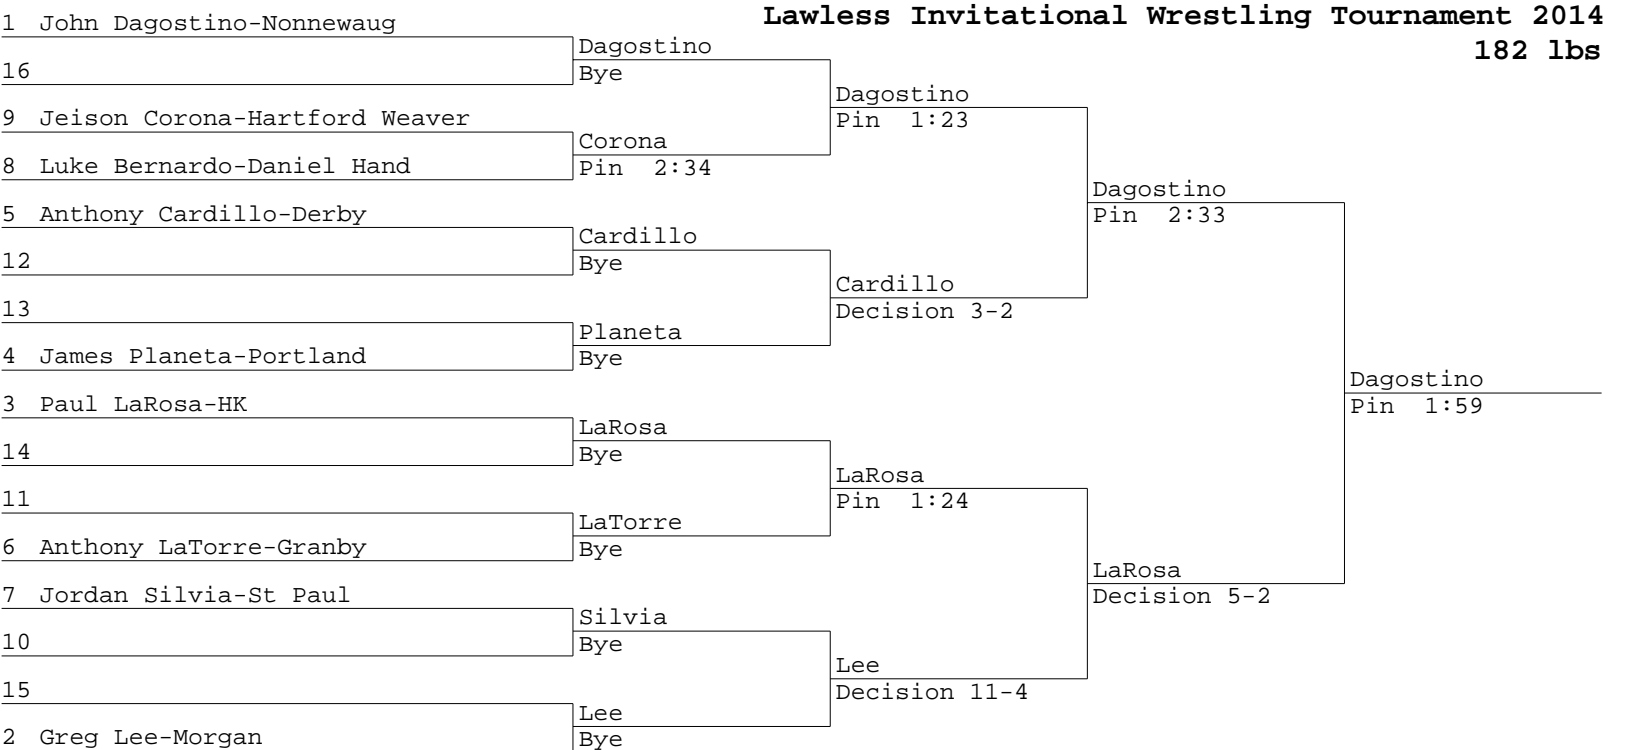 Lawless Invitational Wrestling Tournament 2014
182 lbs
1 John Dagostino-Nonnewaug
16
9 Jeison Corona-Hartford Weaver
8 Luke Bernardo-Daniel Hand
5 Anthony Cardillo-Derby
12
13
4 James Planeta-Portland
3 Paul LaRosa-HK
14
11
6 Anthony LaTorre-Granby
7 Jordan Silvia-St Paul
10
15
2 Greg Lee-Morgan
Dagostino
Bye
Corona
Pin 2:34
Cardillo
Bye
Planeta
Bye
LaRosa
Bye
LaTorre
Bye
Silvia
Bye
Lee
Bye
Dagostino
Pin 1:23
Cardillo
Decision 3-2
LaRosa
Pin 1:24
Lee
Decision 11-4
Dagostino
Pin 2:33
LaRosa
Decision 5-2
Dagostino
Pin 1:59